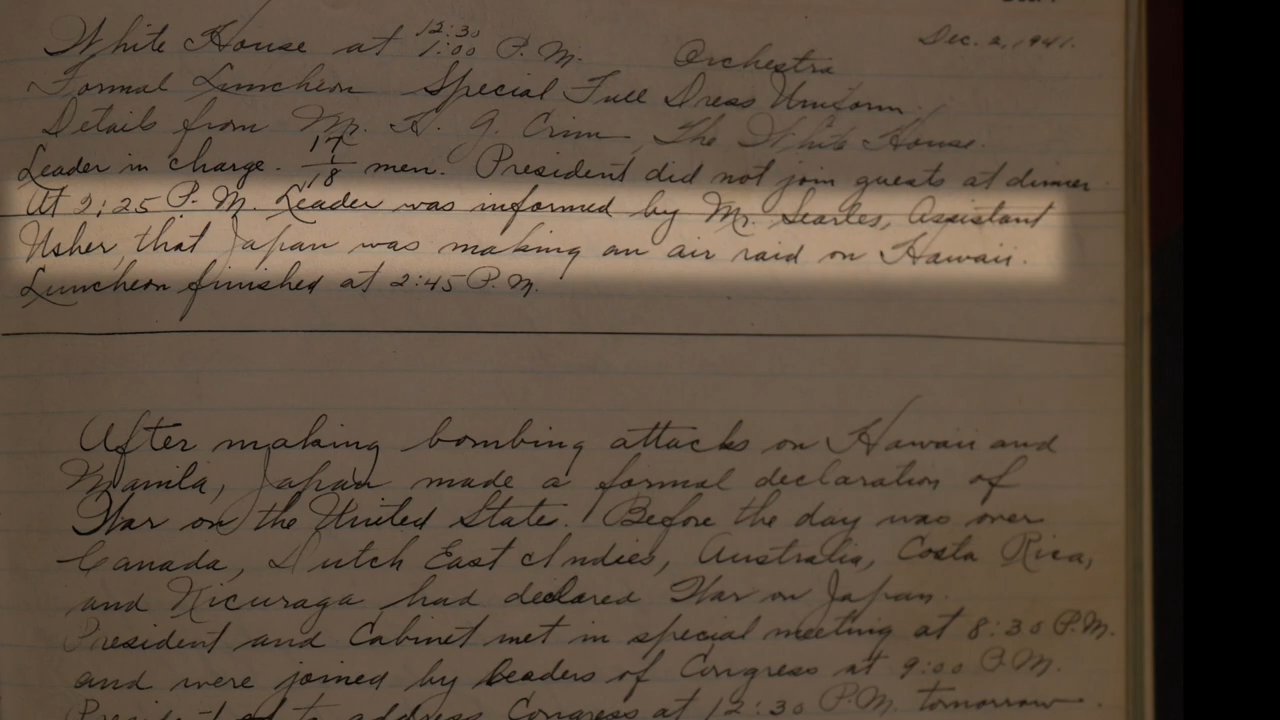 12:30
White House at 1:00 P.M. Orchestra Dec. 2, 1941.
Formal Luncheon Special Full Dress Uniform.
Details from Mr. H. G. Crim, The White House.
Leader in charge. 17/18 men. President did not join guests at dinner.
At 2:25 P.M. Leader was informed by Mr. Searles, Assistant
Usher, that Japan was making an air raid on Hawaii.
Luncheon finished at 2:45 P.M.
After making bombing attacks on Hawaii and
Manila, Japan made a formal declaration of
War on the United State. Before the day was over
Canada, Dutch East Indies, Australia, Costa Rica,
and Nicuraga had declared War on Japan.
President and Cabinet met in special meeting at 8:30 P.M.
and were joined by leaders of Congress at 9:00 P.M.
President to address Congress at 12:30 P.M. tomorrow